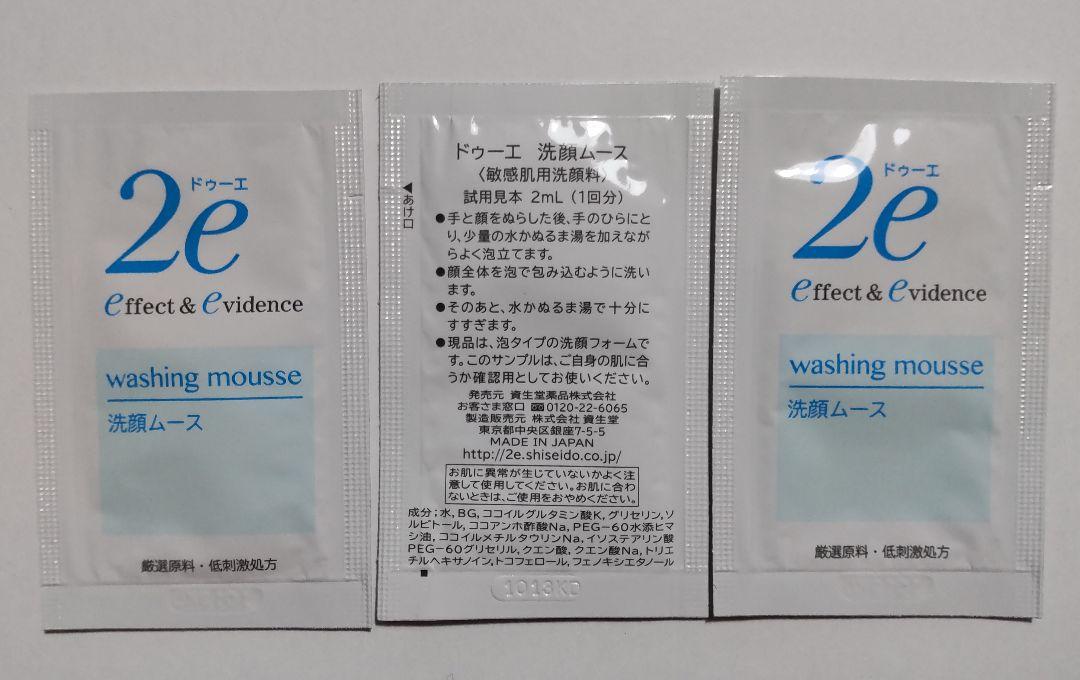 ドゥーエ
2e
effect & evidence
washing mousse
洗顔ムース
厳選原料・低刺激処方
◀あけ口
ドゥーエ 洗顔ムース
〈敏感肌用洗顔料〉
試用見本 2mL（1回分）
●手と顔をぬらした後、手のひらにと
り、少量の水かぬるま湯を加えなが
らよく泡立てます。
●顔全体を泡で包み込むように洗い
ます。
●そのあと、水かぬるま湯で十分に
すすぎます。
●現品は、泡タイプの洗顔フォームで
す。このサンプルは、ご自身の肌に合
うか確認用としてお使いください。
発売元 資生堂薬品株式会社
お客さま窓口 0120-22-6065
製造販売元 株式会社 資生堂
東京都中央区銀座7-5-5
MADE IN JAPAN
http://2e.shiseido.co.jp/
お肌に異常が生じていないかよく注
意して使用してください。お肌に合わ
ないときは、ご使用をおやめください。
成分；水, BG, ココイルグルタミン酸K, グリセリン, ソ
ルビトール, ココアンホ酢酸Na, PEG-60水添ヒマ
シ油, ココイルメチルタウリンNa, イソステアリン酸
PEG-60グリセリル, クエン酸, クエン酸Na, トリエ
チルヘキサノイン, トコフェロール, フェノキシエタノール
1013KD
ドゥーエ
2e
effect & evidence
washing mousse
洗顔ムース
厳選原料・低刺激処方